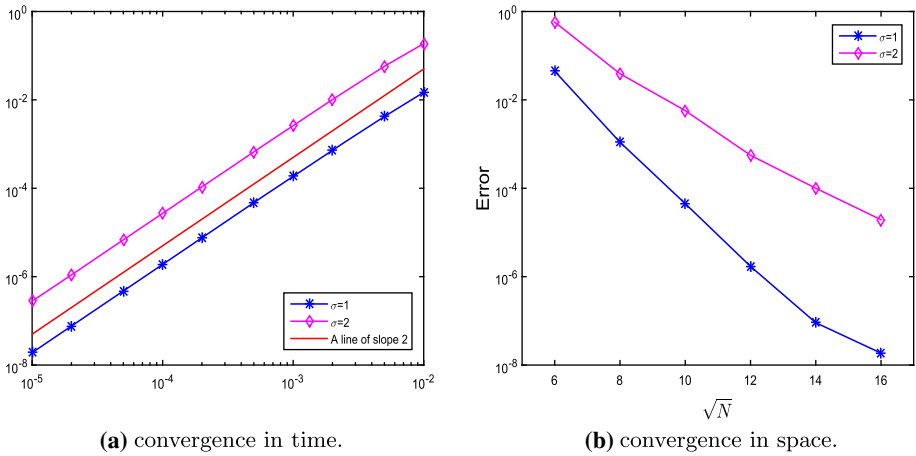 10^0
10^-2
10^-4
10^-6
10^-8
10^-5
10^-4
10^-3
10^-2
σ=1
σ=2
A line of slope 2
(a) convergence in time.
Error
10^0
10^-2
10^-4
10^-6
10^-8
6
8
10
12
14
16
√N
σ=1
σ=2
(b) convergence in space.